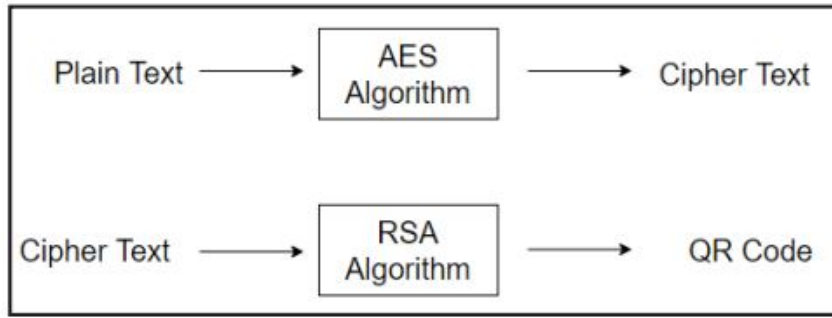 Plain Text
AES
Algorithm
Cipher Text
Cipher Text
RSA
Algorithm
QR Code